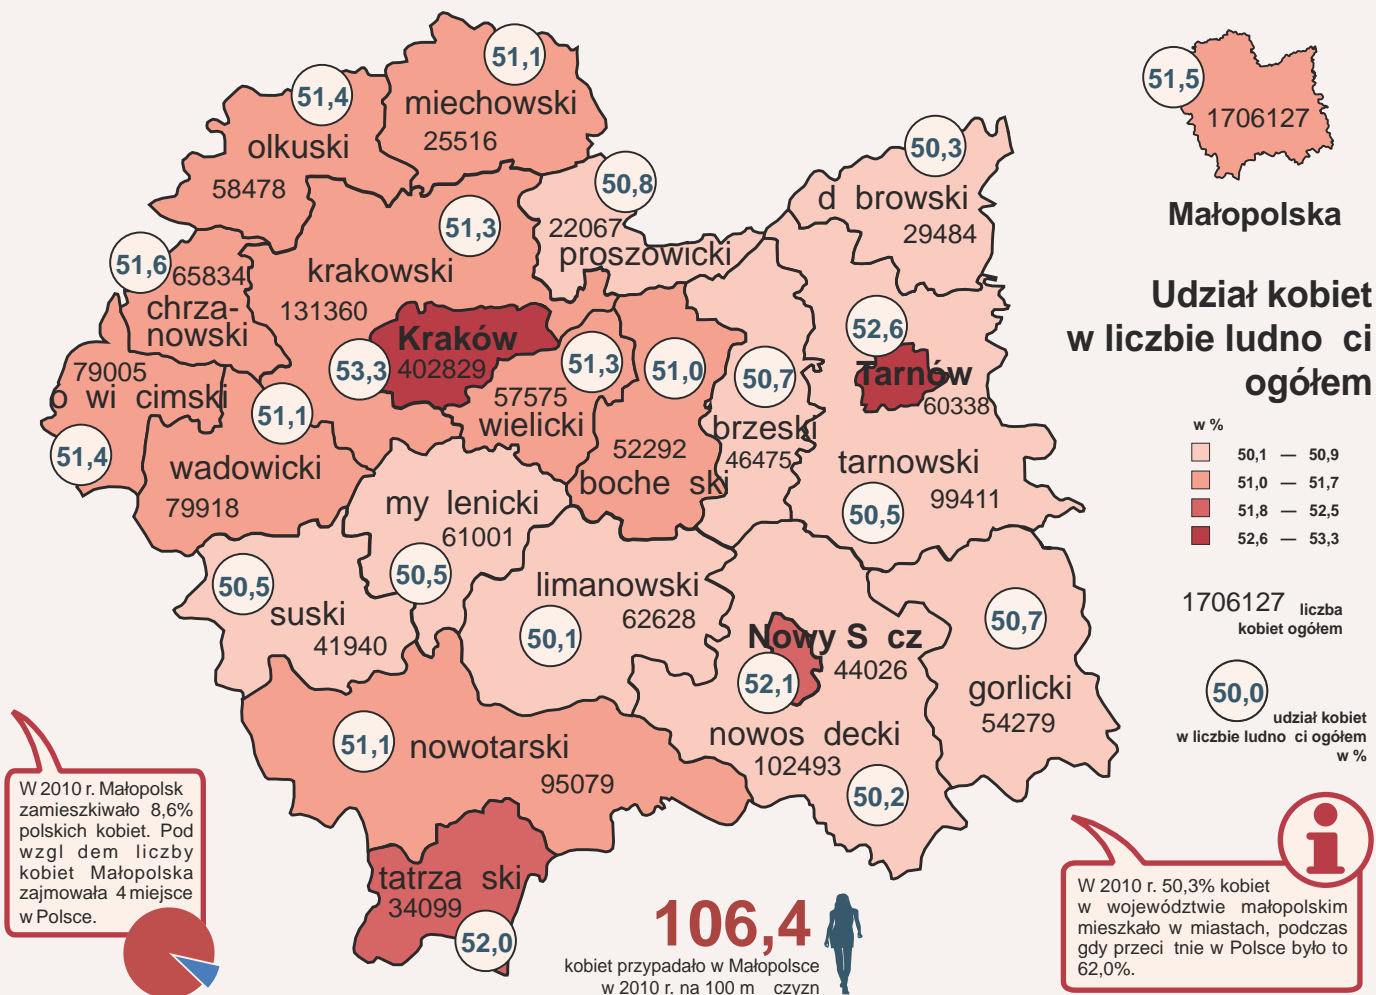 51,1
miechowski
25516
51,4
olkuski
58478
50,8
22067
proszowicki
50,3
d browski
29484
51,5
1706127
Małopolska
51,3
krakowski
131360
51,6
65834
chrza-
nowski
Udział kobiet
w liczbie ludno ci
ogółem
w %
50,1 — 50,9
51,0 — 51,7
51,8 — 52,5
52,6 — 53,3
1706127 liczba
kobiet ogółem
50,0
udział kobiet
w liczbie ludno ci ogółem
w %
Kraków
402829
53,3
51,3
57575
wielicki
51,0
52292
boche ski
50,7
brzeski
46475
52,6
Tarnów
60338
tarnowski
99411
50,5
79005
o wi cimski
51,4
51,1
wadowicki
79918
my lenicki
61001
50,5
50,5
suski
41940
limanowski
62628
50,1
Nowy S cz
44026
52,1
nowos decki
102493
50,2
50,7
gorlicki
54279
51,1
nowotarski
95079
tatrza ski
34099
52,0
W 2010 r. Małopolsk
zamieszkiwało 8,6%
polskich kobiet. Pod
wzgl dem liczby
kobiet Małopolska
zajmowała 4 miejsce
w Polsce.
106,4
kobiet przypadało w Małopolsce
w 2010 r. na 100 m czyzn
W 2010 r. 50,3% kobiet
w województwie małopolskim
mieszkało w miastach, podczas
gdy przeci tnie w Polsce było to
62,0%.